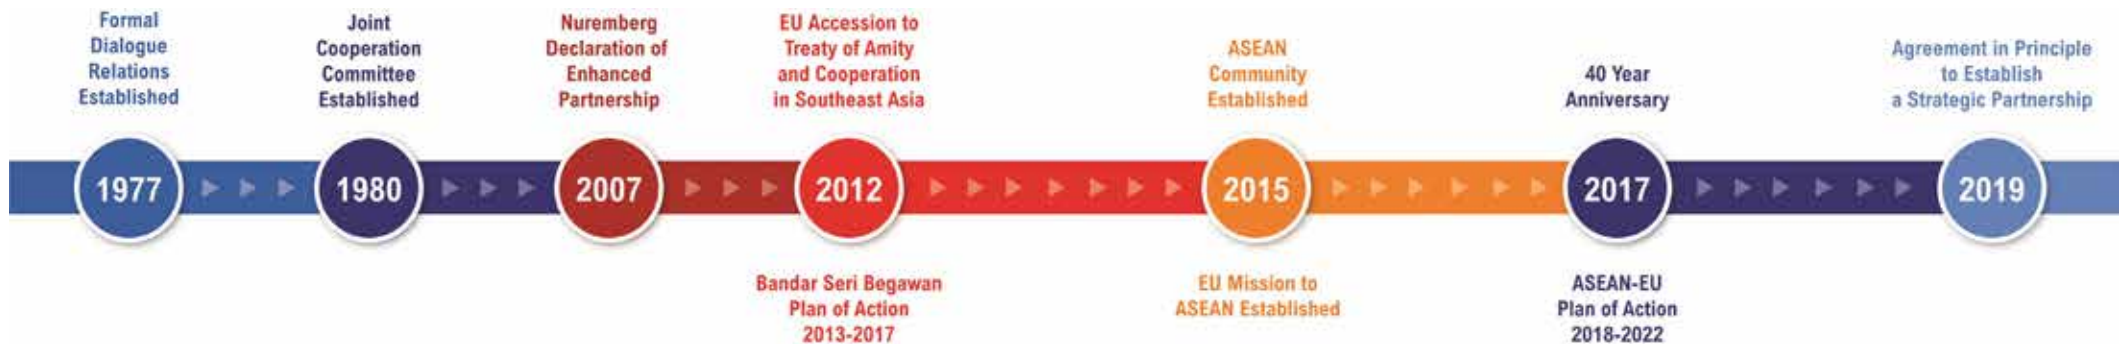 Formal
Dialogue
Relations
Established
Joint
Cooperation
Committee
Established
Nuremberg
Declaration of
Enhanced
Partnership
EU Accession to
Treaty of Amity
and Cooperation
in Southeast Asia
ASEAN
Community
Established
40 Year
Anniversary
Agreement in Principle
to Establish
a Strategic Partnership
1977
1980
2007
2012
2015
2017
2019
Bandar Seri Begawan
Plan of Action
2013-2017
EU Mission to
ASEAN Established
ASEAN-EU
Plan of Action
2018-2022